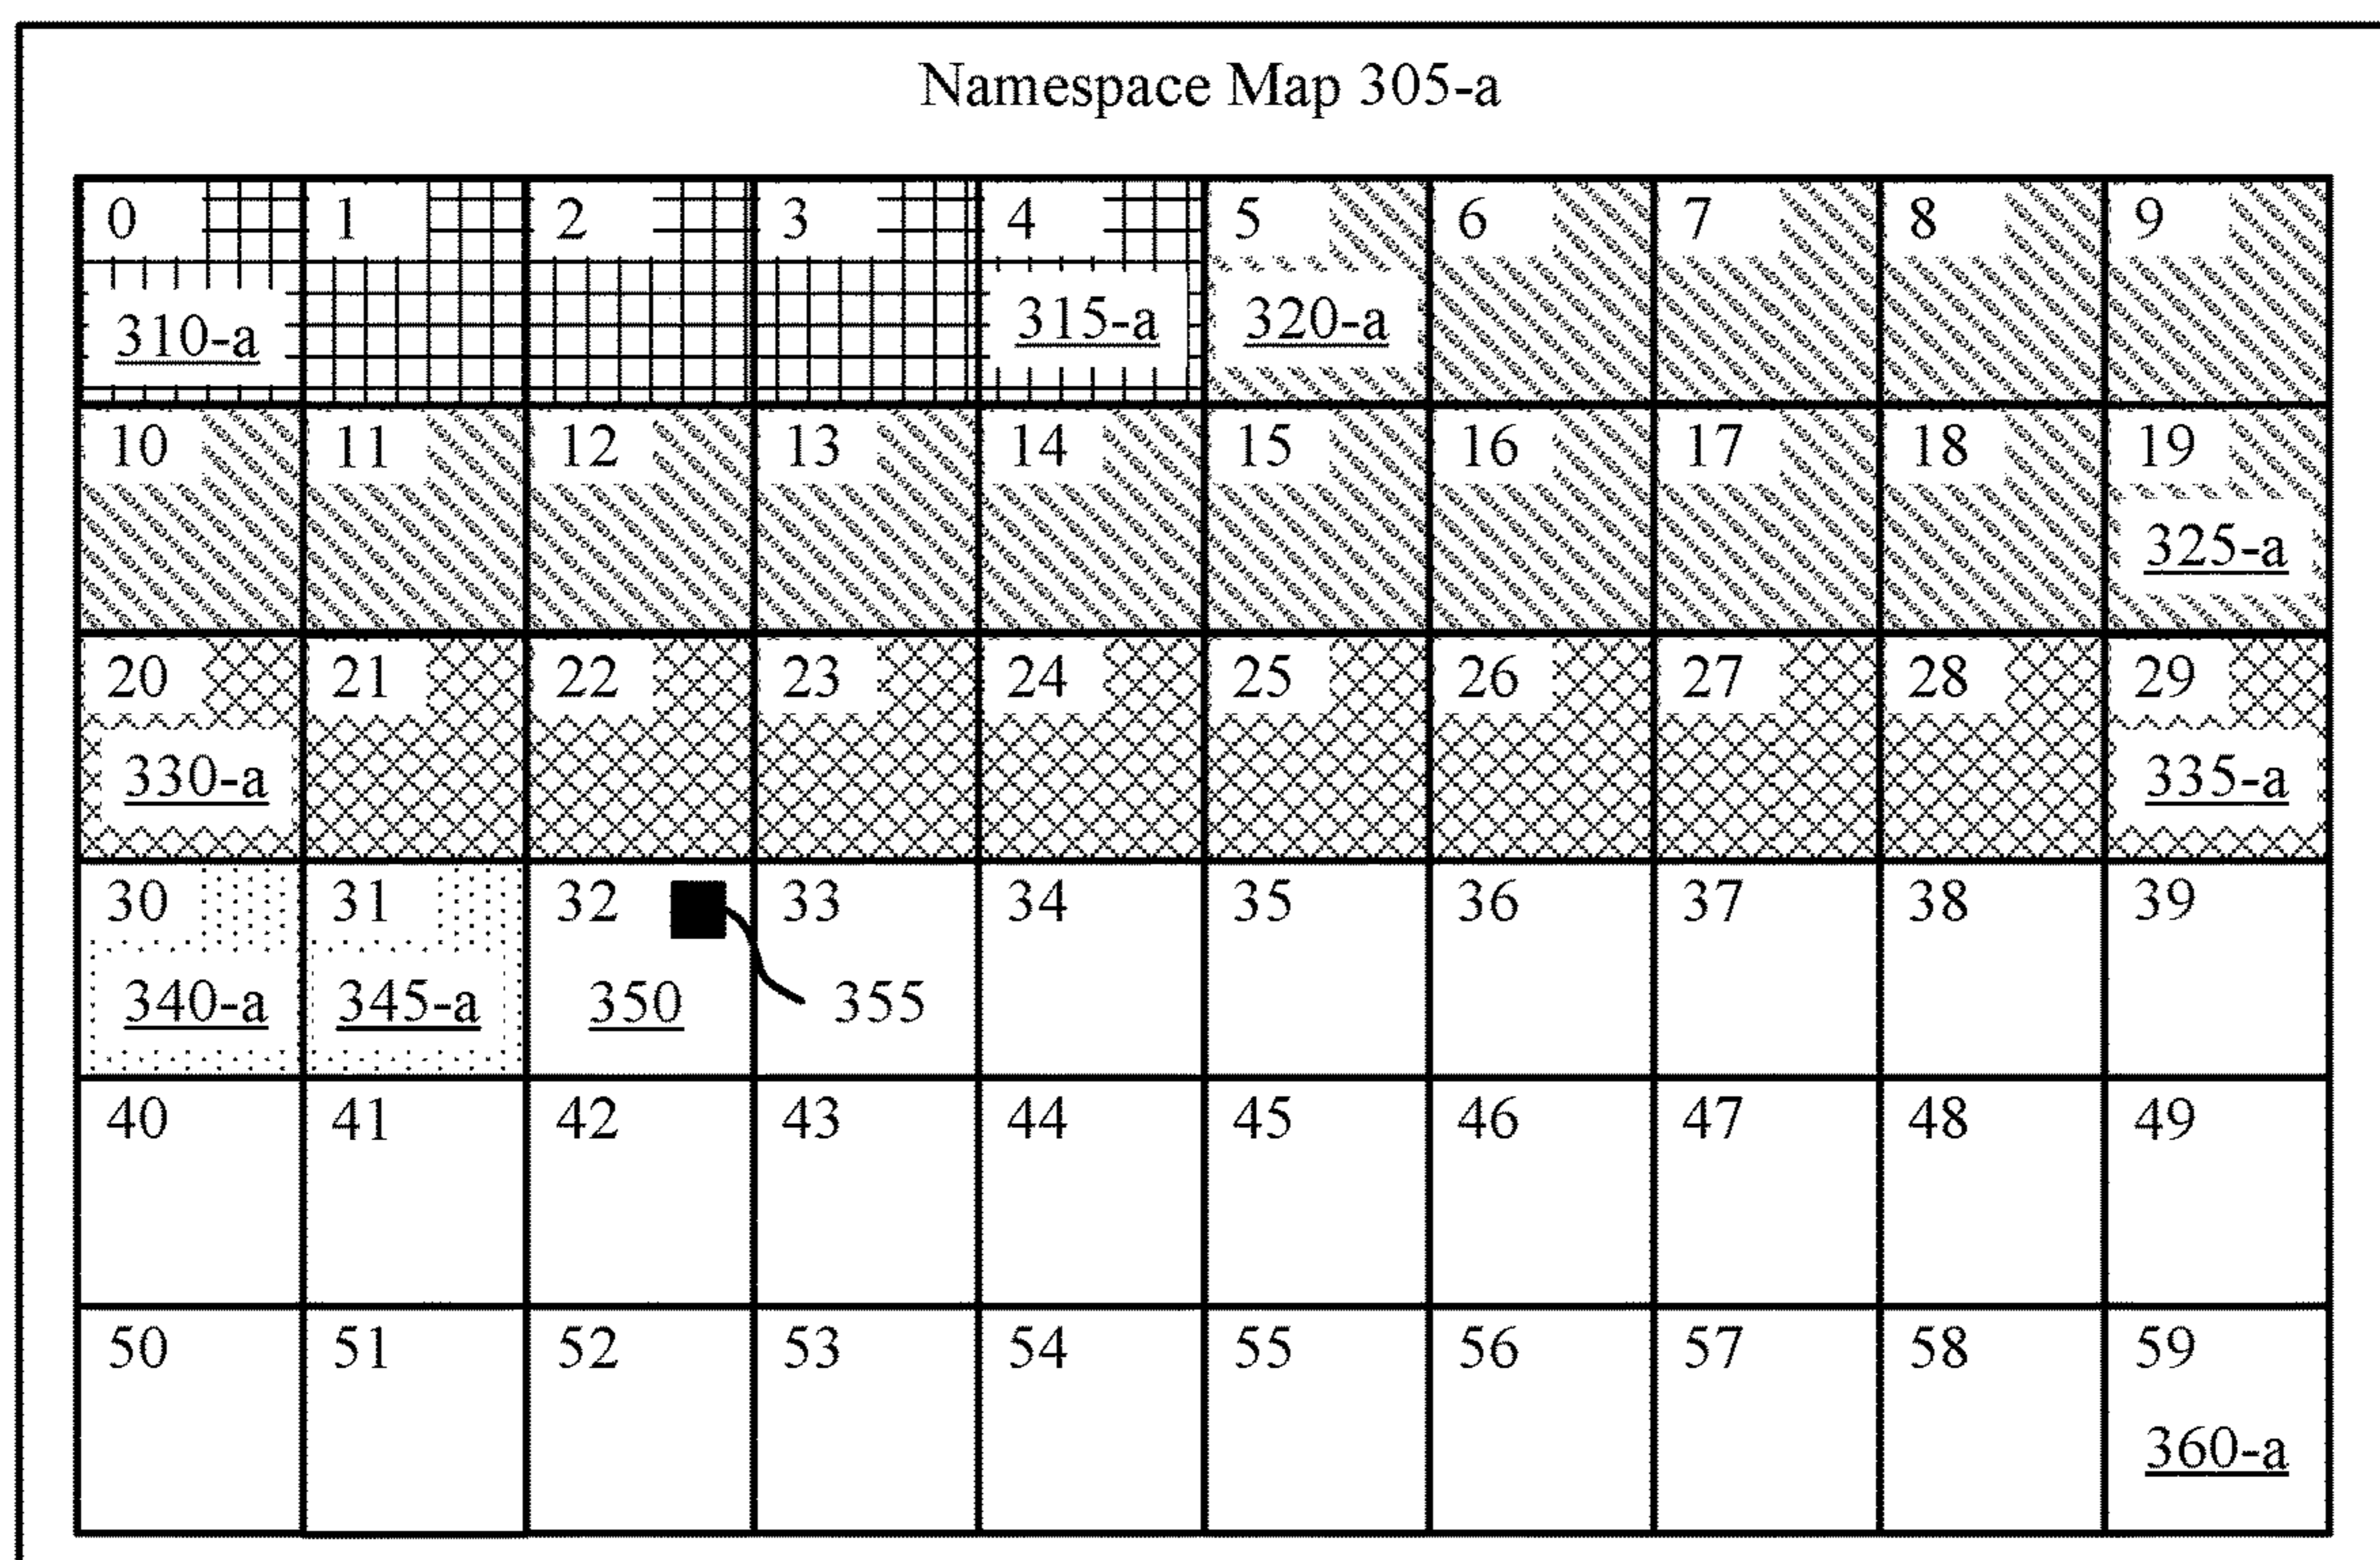 Namespace Map 305-a
0 1 2 3 4 5 6 7 8 9
310-a 315-a 320-a
10 11 12 13 14 15 16 17 18 19
325-a
20 21 22 23 24 25 26 27 28 29
330-a 335-a
30 31 32 33 34 35 36 37 38 39
340-a 345-a 350 355
40 41 42 43 44 45 46 47 48 49
50 51 52 53 54 55 56 57 58 59
360-a